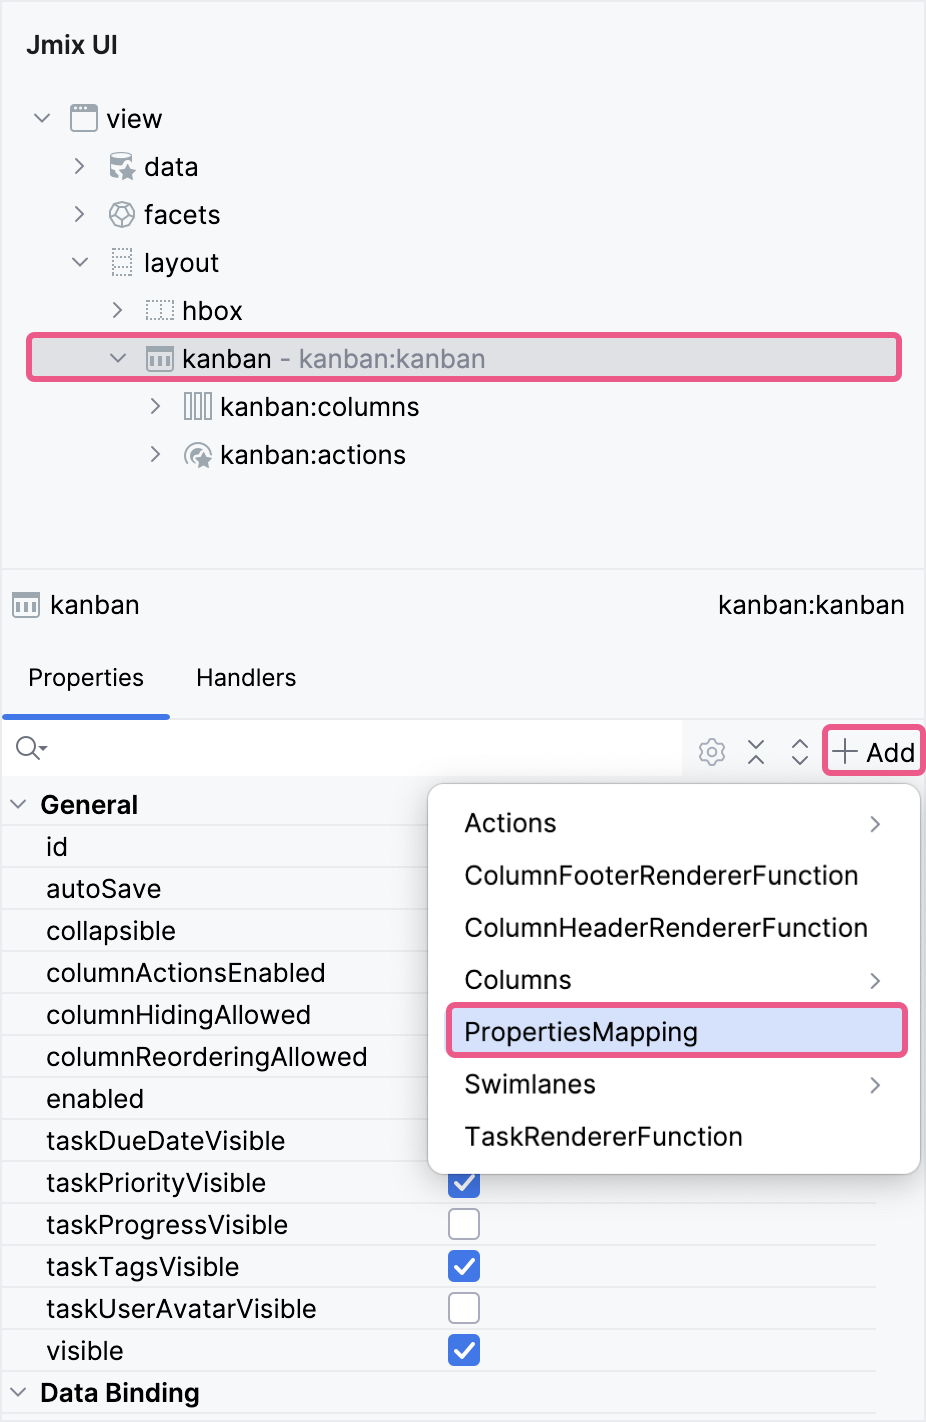 Jmix UI
view
data
facets
layout
hbox
kanban - kanban:kanban
kanban:columns
kanban:actions
kanban kanban:kanban
Properties Handlers
Add
General
id
autoSave
collapsible
columnActionsEnabled
columnHidingAllowed
columnReorderingAllowed
enabled
taskDueDateVisible
taskPriorityVisible
taskProgressVisible
taskTagsVisible
taskUserAvatarVisible
visible
Data Binding
Actions
ColumnFooterRendererFunction
ColumnHeaderRendererFunction
Columns
PropertiesMapping
Swimlanes
TaskRendererFunction